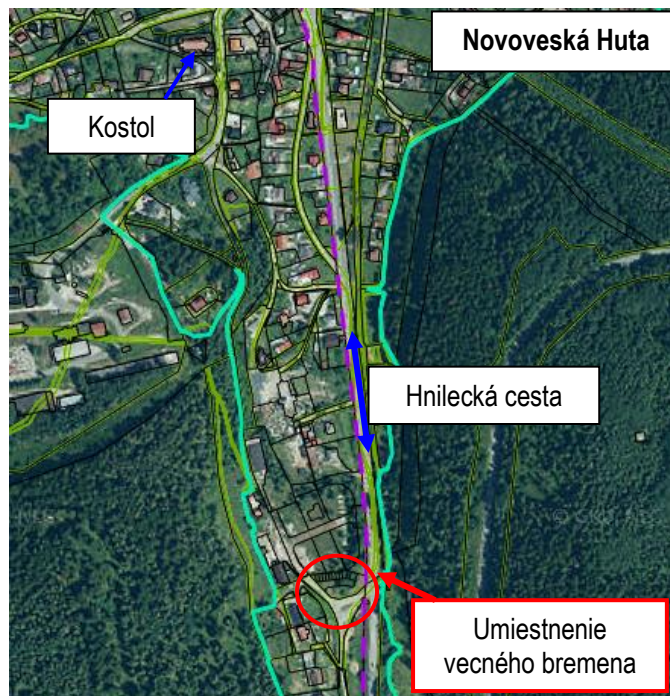 Novoveská Huta
Kostol
Hnilecká cesta
Umiestnenie
vecného bremena